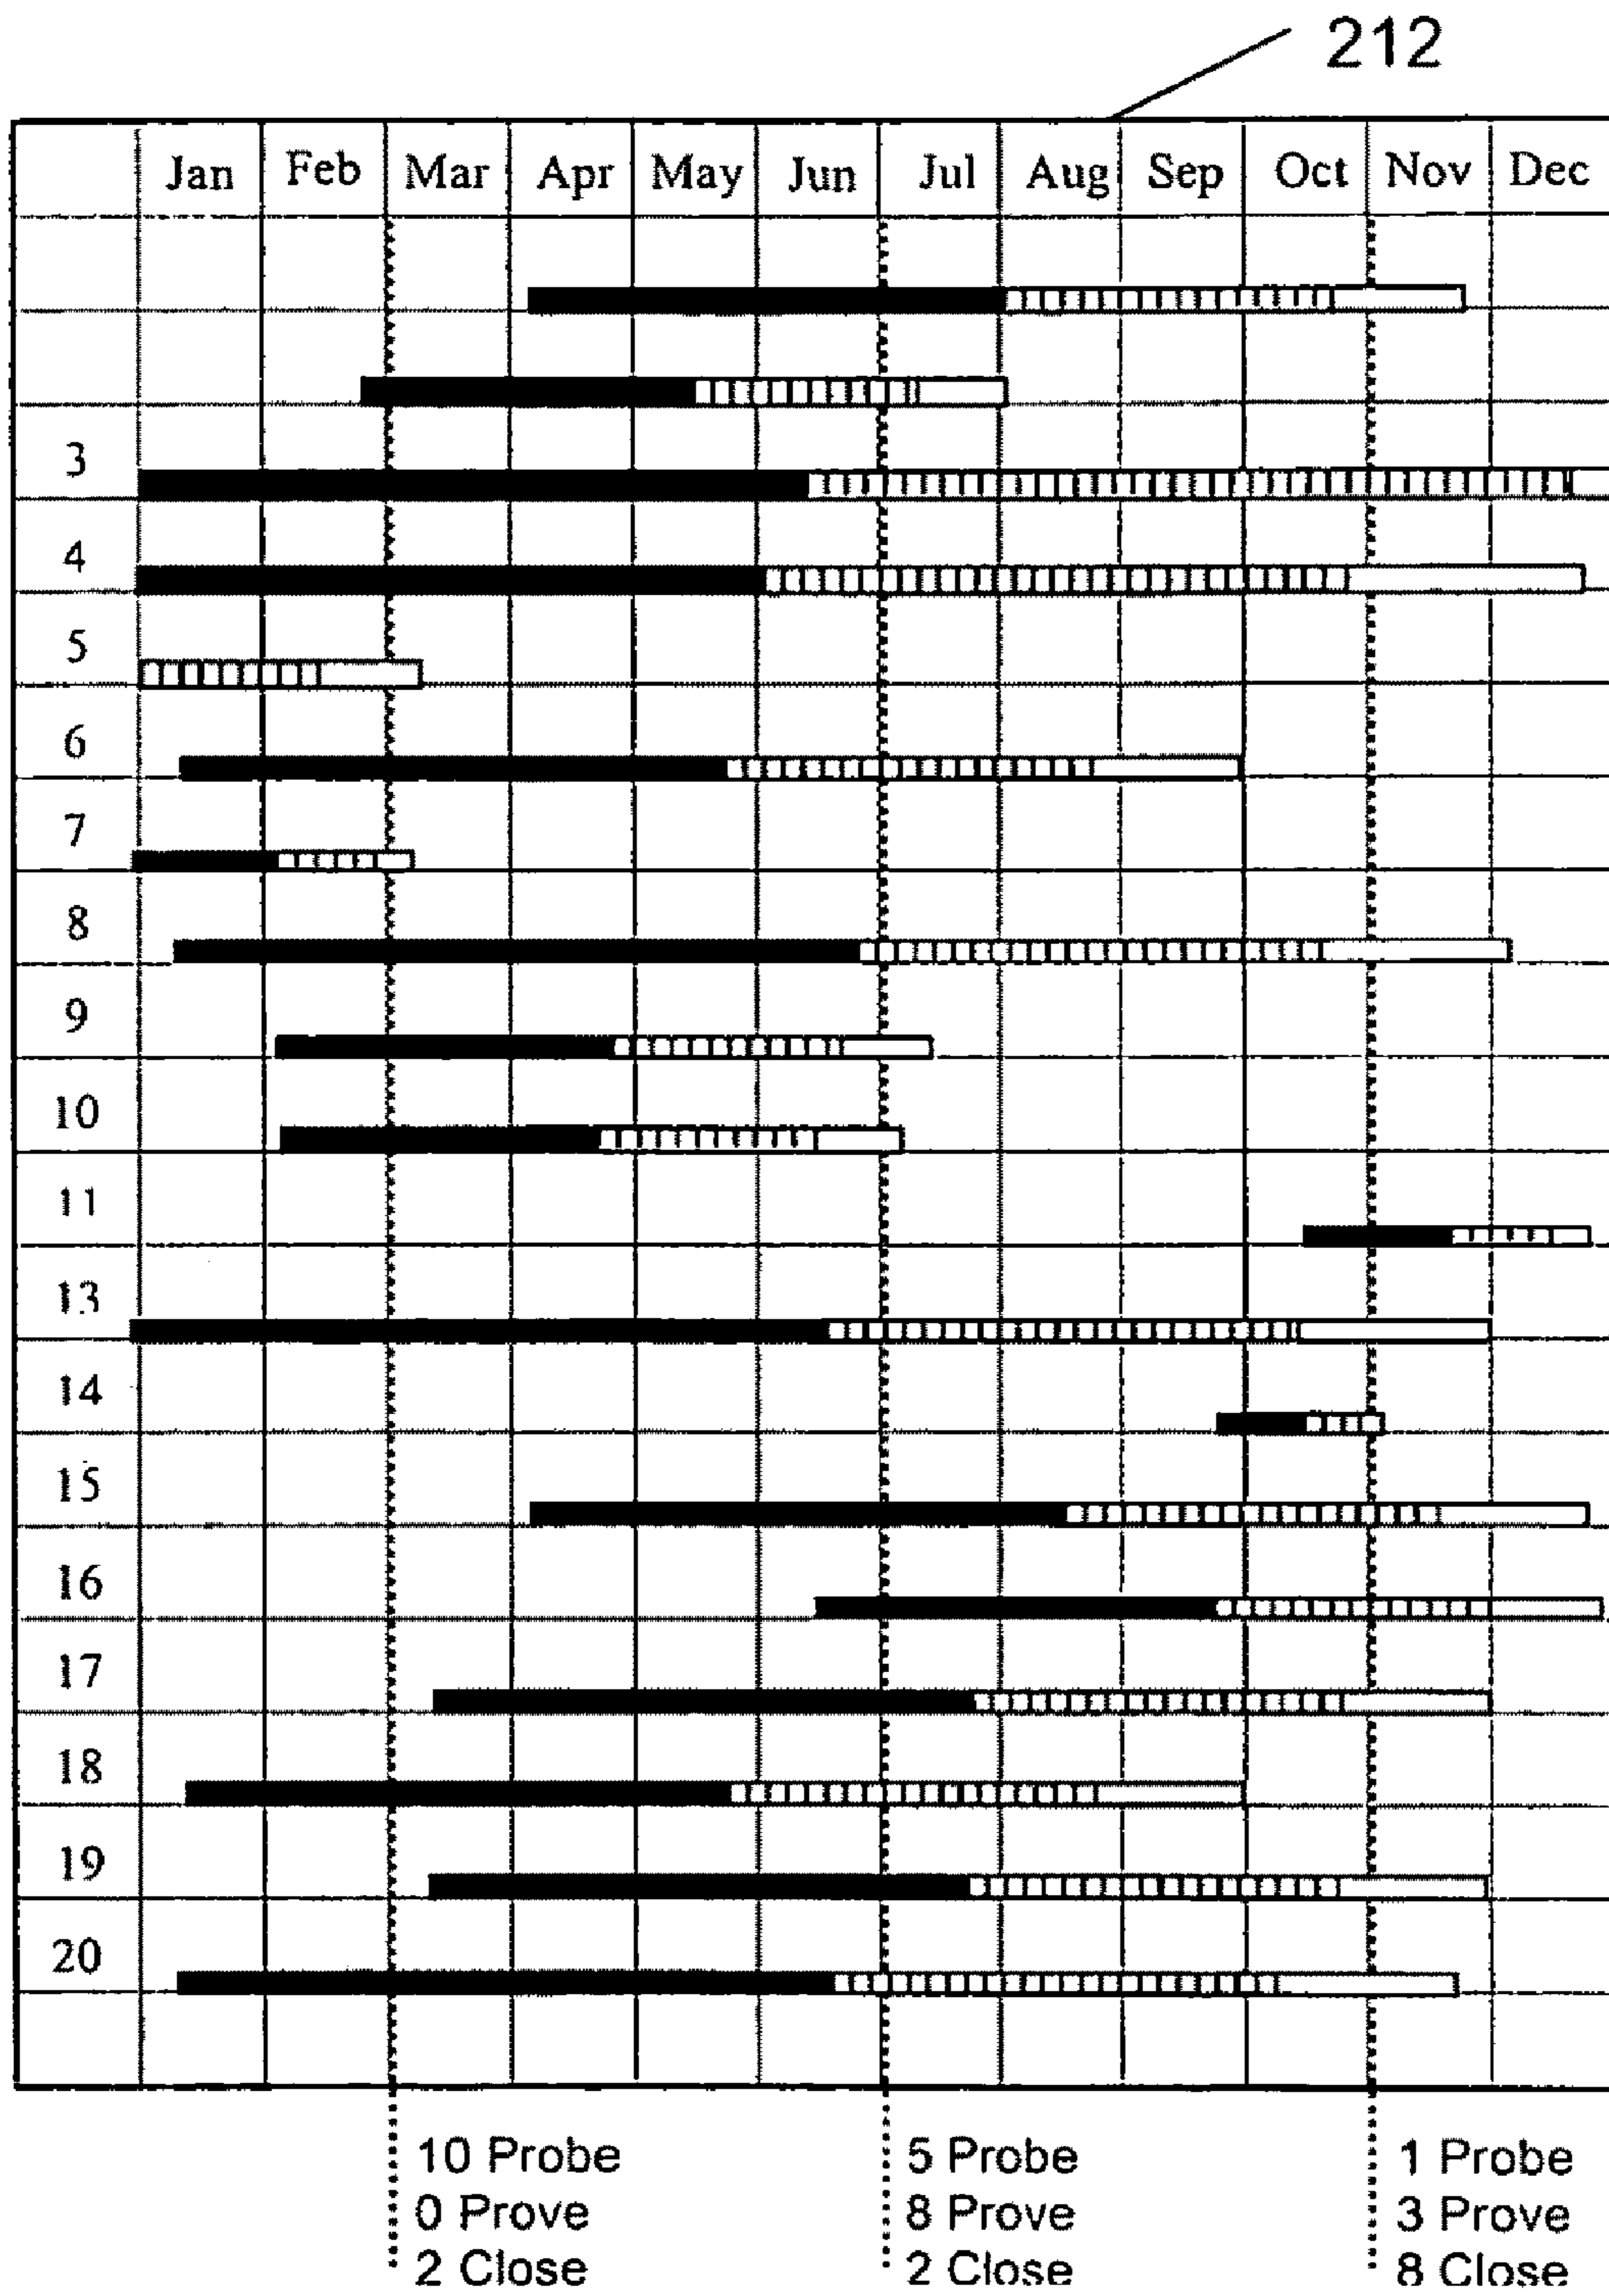 212
Jan Feb Mar Apr May Jun Jul Aug Sep Oct Nov Dec
3
4
5
6
7
8
9
10
11
13
14
15
16
17
18
19
20
10 Probe
0 Prove
2 Close
5 Probe
8 Prove
2 Close
1 Probe
3 Prove
8 Close